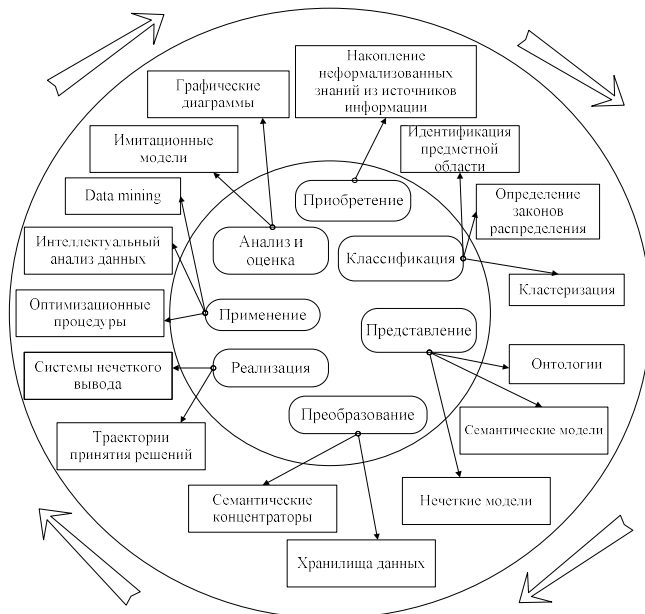 Накопление
неформализованных
знаний из источников
информации
Графические
диаграммы
Идентификация
предметной
области
Имитационные
модели
Data mining
Приобретение
Определение
законов
распределения
Интеллектуальный
анализ данных
Анализ и
оценка
Классификация
Кластеризация
Оптимизационные
процедуры
Применение
Представление
Системы нечеткого
вывода
Реализация
Онтологии
Преобразование
Семантические модели
Траектории
принятия решений
Семантические
концентраторы
Нечеткие модели
Хранилища данных